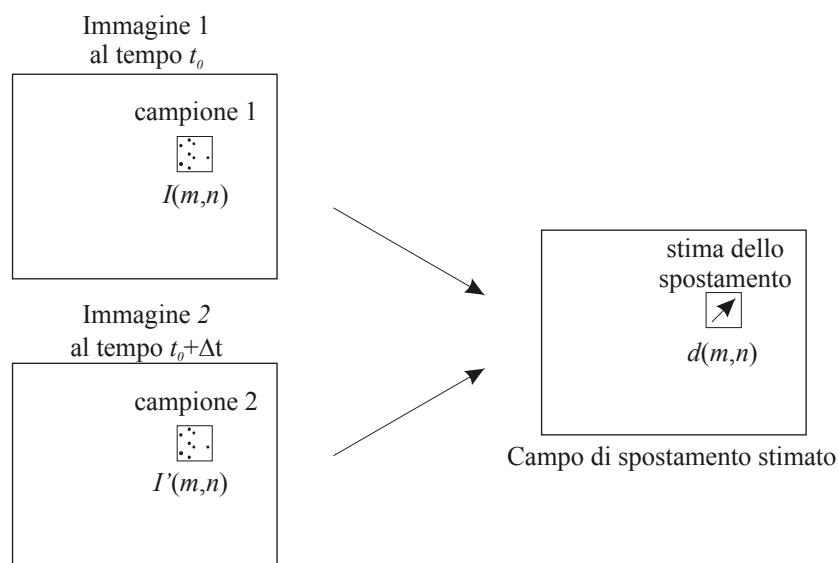 Immagine 1
al tempo t₀
campione 1
I(m,n)
Immagine 2
al tempo t₀+Δt
campione 2
I’(m,n)
stima dello
spostamento
d(m,n)
Campo di spostamento stimato